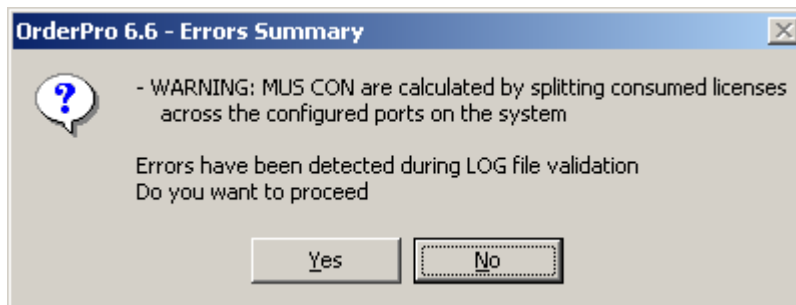 OrderPro 6.6 - Errors Summary
- WARNING: MUS CON are calculated by splitting consumed licenses
across the configured ports on the system
Errors have been detected during LOG file validation
Do you want to proceed
Yes
No